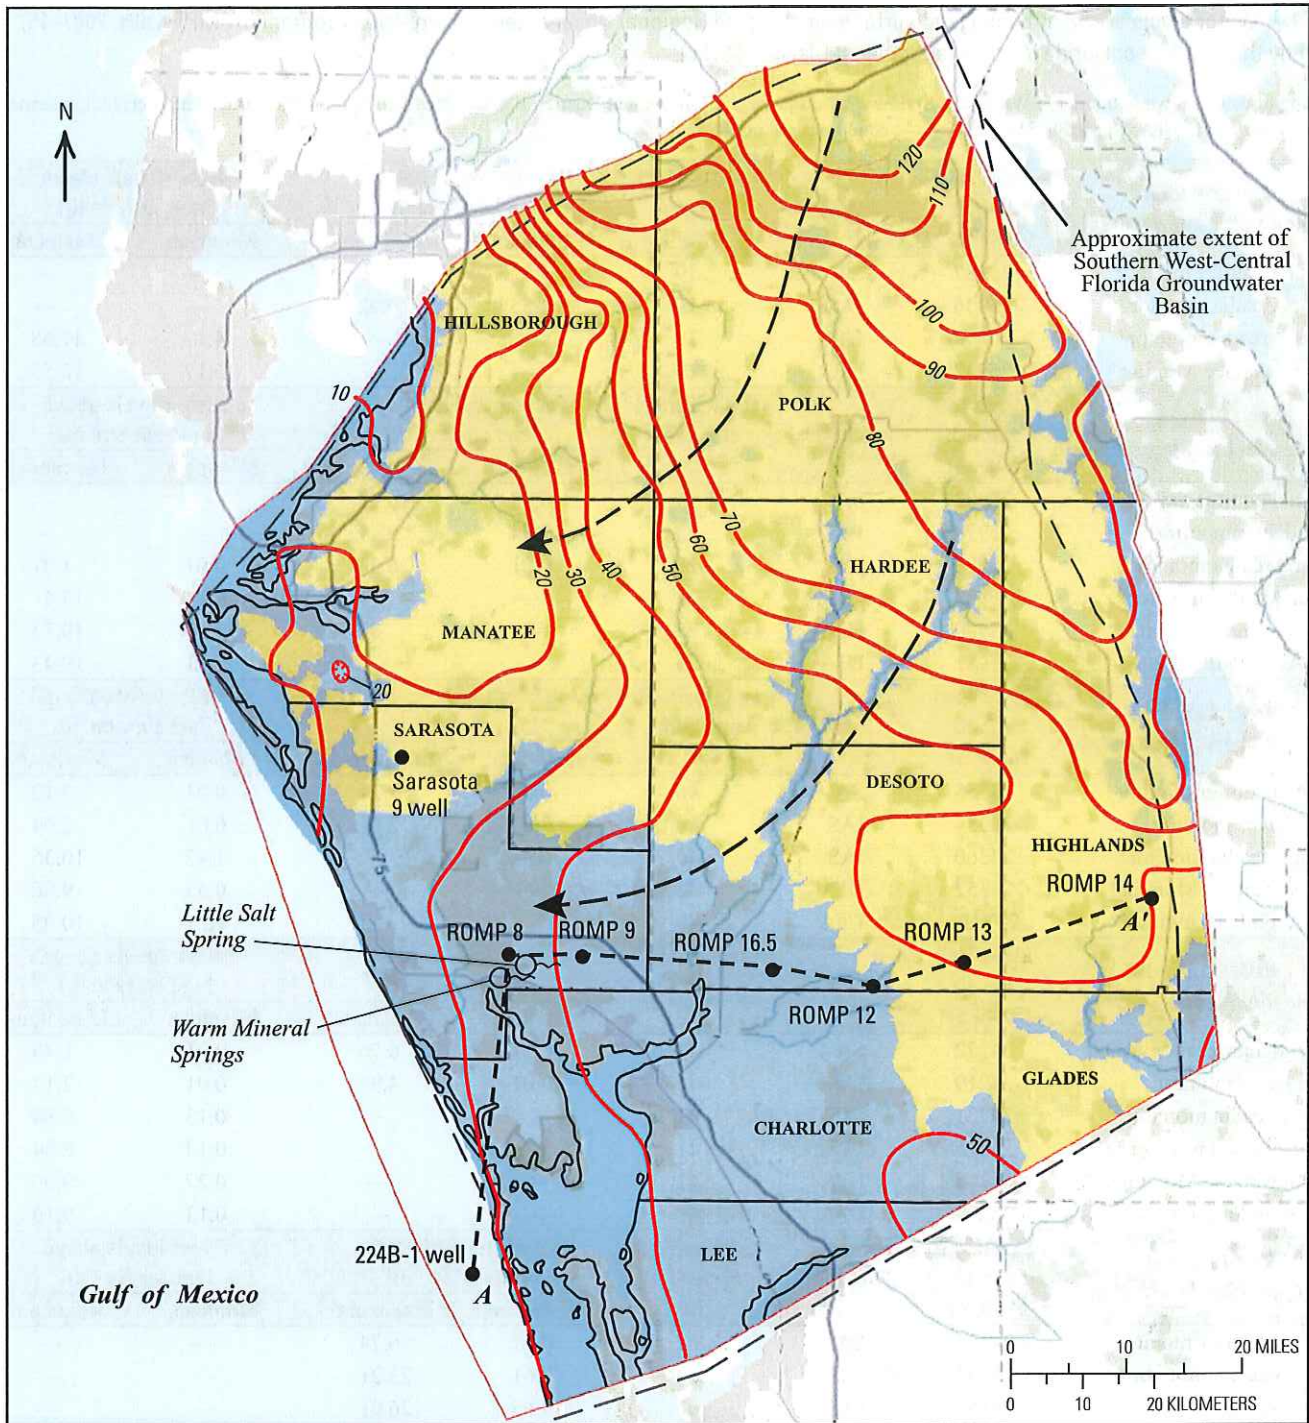 N
120
110
Approximate extent of
Southern West-Central
Florida Groundwater
Basin
100
HILLSBOROUGH
90
10
POLK
80
70
60
HARDEE
50
40
30
20
MANATEE
20
SARASOTA
Sarasota
9 well
DESOTO
75
HIGHLANDS
ROMP 14
A'
Little Salt
Spring
ROMP 8
ROMP 9
ROMP 16.5
ROMP 13
ROMP 12
Warm Mineral
Springs
GLADES
CHARLOTTE
50
224B-1 well
A
LEE
Gulf of Mexico
0 10 20 MILES
0 10 20 KILOMETERS